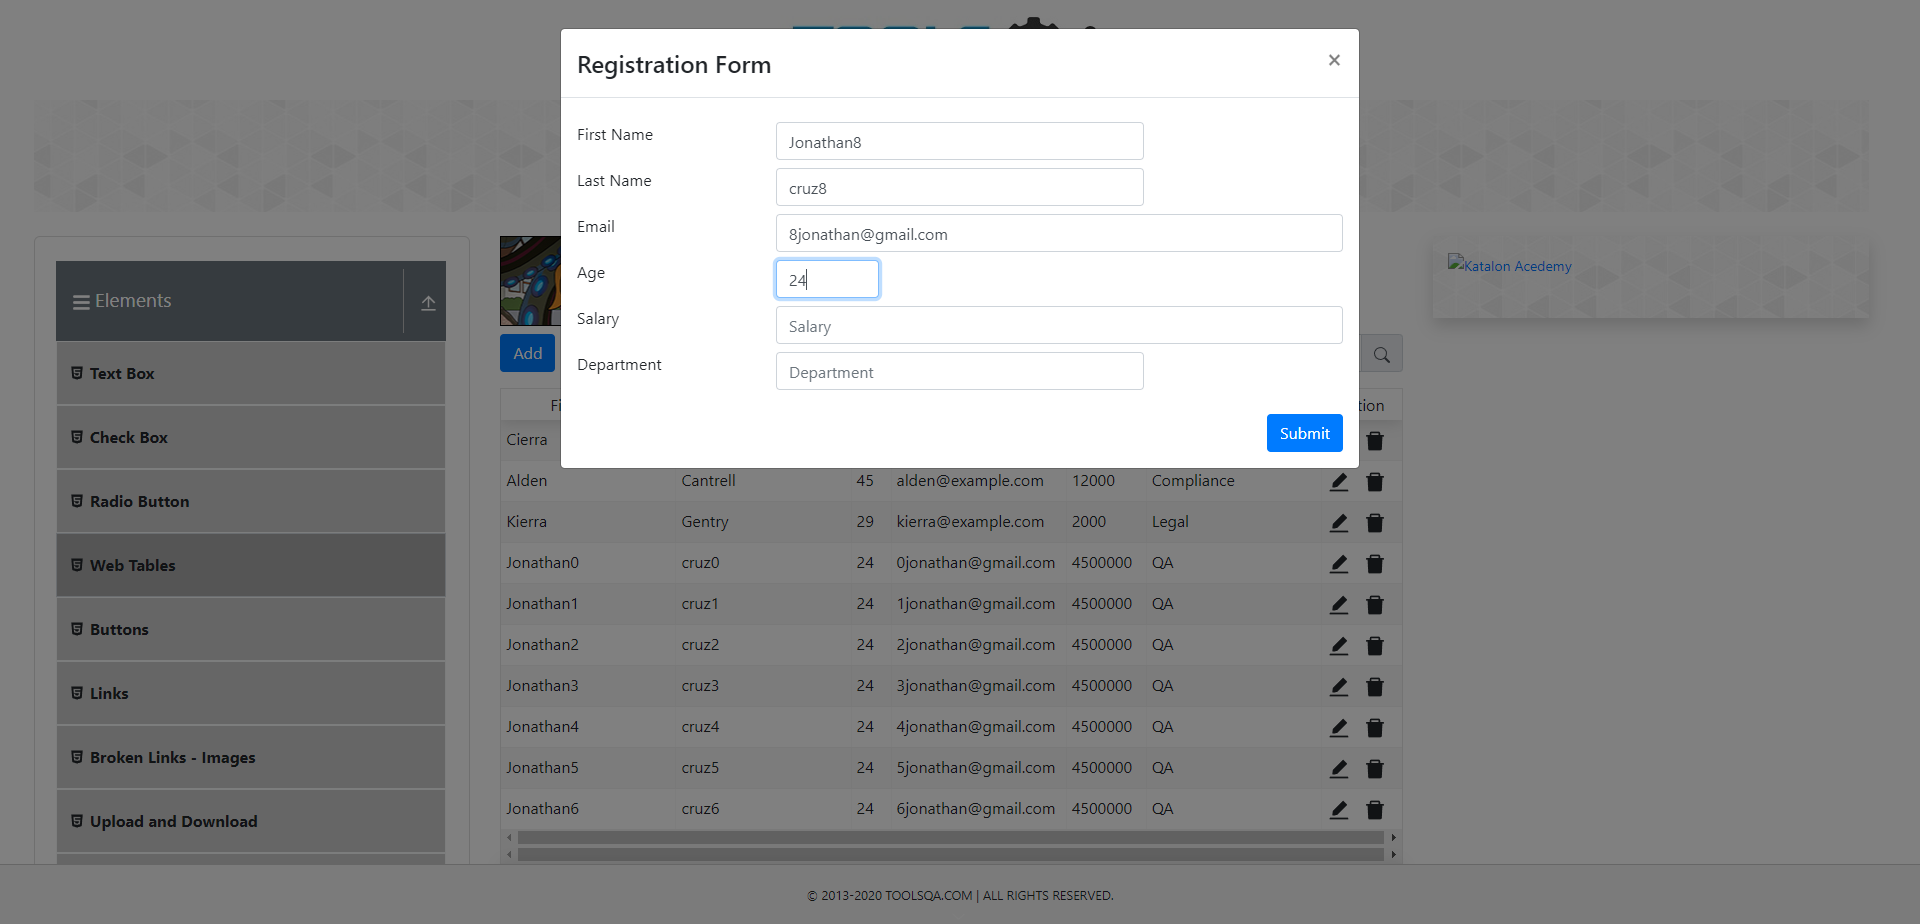 Registration Form ×
First Name Jonathan8
Last Name cruz8
Email 8jonathan@gmail.com
Age 24
Salary Salary
Department Department
Submit
Katalon Acedemy
Elements
Text Box
Check Box
Radio Button
Web Tables
Buttons
Links
Broken Links - Images
Upload and Download
Add
Cierra
Alden Cantrell 45 alden@example.com 12000 Compliance
Kierra Gentry 29 kierra@example.com 2000 Legal
Jonathan0 cruz0 24 0jonathan@gmail.com 4500000 QA
Jonathan1 cruz1 24 1jonathan@gmail.com 4500000 QA
Jonathan2 cruz2 24 2jonathan@gmail.com 4500000 QA
Jonathan3 cruz3 24 3jonathan@gmail.com 4500000 QA
Jonathan4 cruz4 24 4jonathan@gmail.com 4500000 QA
Jonathan5 cruz5 24 5jonathan@gmail.com 4500000 QA
Jonathan6 cruz6 24 6jonathan@gmail.com 4500000 QA
© 2013-2020 TOOLSQA.COM | ALL RIGHTS RESERVED.